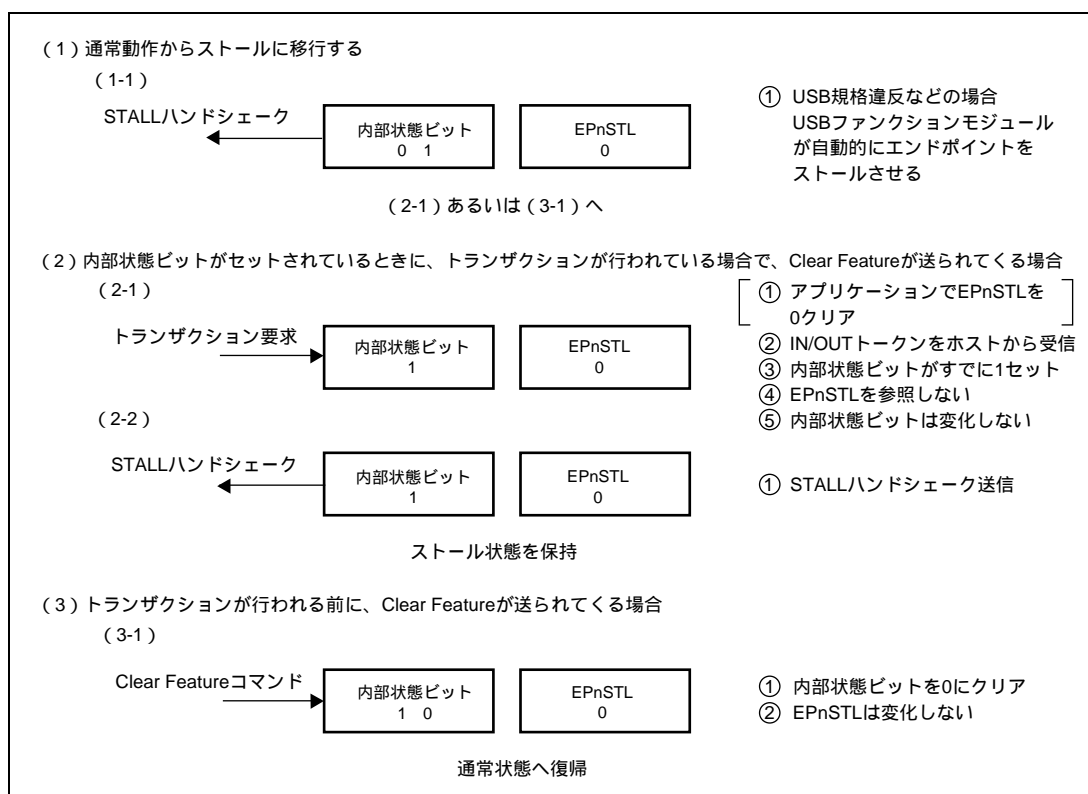 （1）通常動作からストールに移行する
（1-1）
STALLハンドシェーク
内部状態ビット
0 1
EPnSTL
0
① USB規格違反などの場合
USBファンクションモジュール
が自動的にエンドポイントを
ストールさせる
（2-1）あるいは（3-1）へ
（2）内部状態ビットがセットされているときに、トランザクションが行われている場合で、Clear Featureが送られてくる場合
（2-1）
トランザクション要求
内部状態ビット
1
EPnSTL
0
① アプリケーションでEPnSTLを
0クリア
② IN/OUTトークンをホストから受信
③ 内部状態ビットがすでに1セット
④ EPnSTLを参照しない
⑤ 内部状態ビットは変化しない
（2-2）
STALLハンドシェーク
内部状態ビット
1
EPnSTL
0
① STALLハンドシェーク送信
ストール状態を保持
（3）トランザクションが行われる前に、Clear Featureが送られてくる場合
（3-1）
Clear Featureコマンド
内部状態ビット
1 0
EPnSTL
0
① 内部状態ビットを0にクリア
② EPnSTLは変化しない
通常状態へ復帰